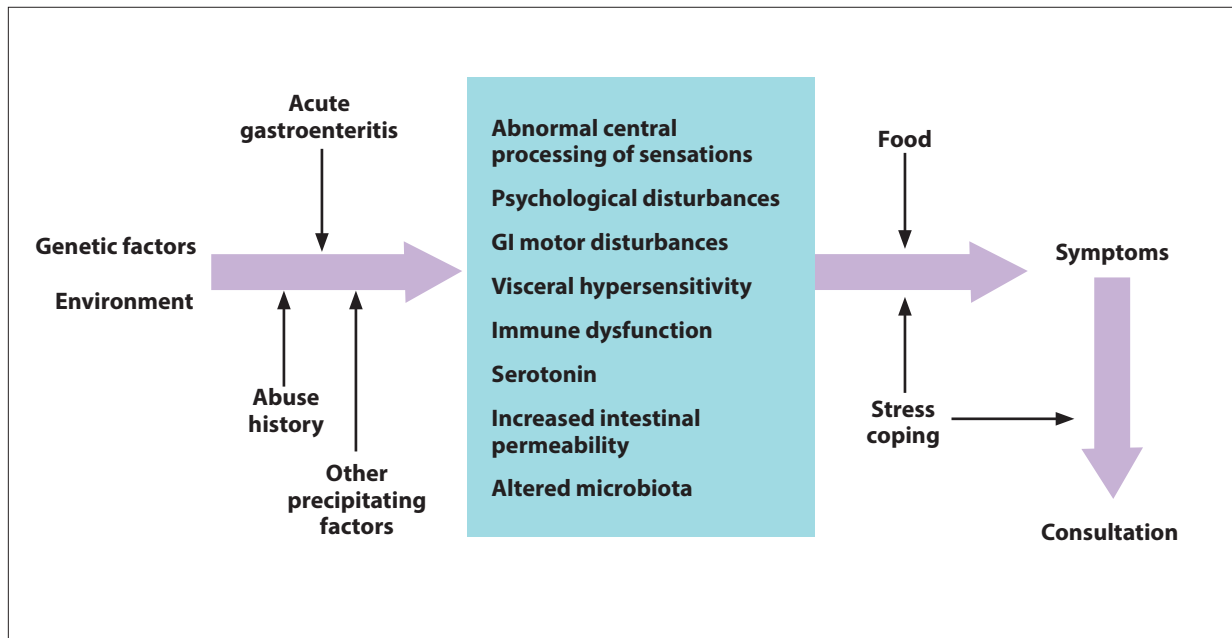 Acute
gastroenteritis
Genetic factors
Environment
Abuse
history
Other
precipitating
factors
Abnormal central
processing of sensations
Psychological disturbances
GI motor disturbances
Visceral hypersensitivity
Immune dysfunction
Serotonin
Increased intestinal
permeability
Altered microbiota
Food
Stress
coping
Symptoms
Consultation